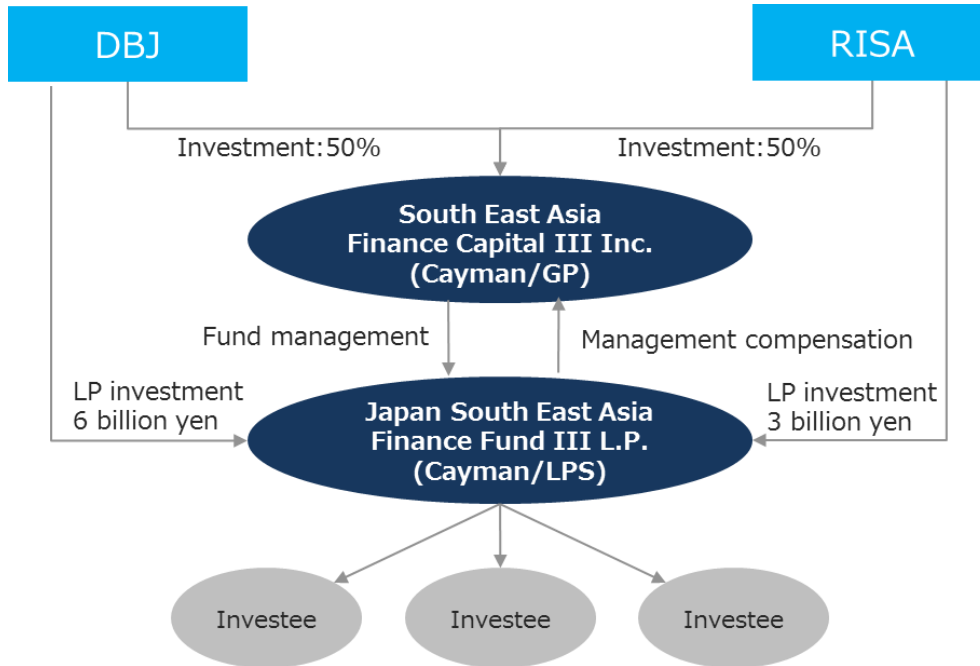 DBJ
RISA
Investment:50%
Investment:50%
South East Asia
Finance Capital III Inc.
(Cayman/GP)
Fund management
Management compensation
LP investment
6 billion yen
LP investment
3 billion yen
Japan South East Asia
Finance Fund III L.P.
(Cayman/LPS)
Investee
Investee
Investee